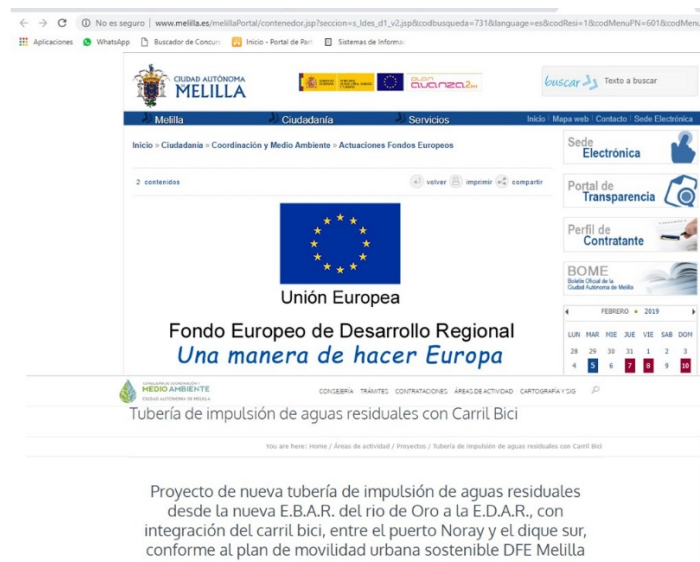 No es seguro | www.melilla.es/melillaPortal/contenedor.jsp?seccion=s_ldes_d1_v2.jsp&codbusqueda=731&language=es&codResi=1&codMenuPN=601&codMenu
Aplicaciones WhatsApp Buscador de Concurs Inicio - Portal de Part Sistemas de Informac
CIUDAD AUTÓNOMA
MELILLA
plan
avanza2
buscar Texto a buscar
Melilla Ciudadanía Servicios Inicio | Mapa web | Contacto | Sede Electrónica
Inicio » Ciudadanía » Coordinación y Medio Ambiente » Actuaciones Fondos Europeos
2 contenidos volver imprimir compartir
Sede
Electrónica
Portal de
Transparencia
Perfil de
Contratante
BOME
Boletín Oficial de la
Ciudad Autónoma de Melilla
FEBRERO 2019
LUN MAR MIE JUE VIE SAB DOM
28 29 30 31 1 2 3
4 5 6 7 8 9 10
Unión Europea
Fondo Europeo de Desarrollo Regional
Una manera de hacer Europa
MEDIO AMBIENTE
CIUDAD AUTÓNOMA DE MELILLA
CONSEJERÍA TRÁMITES CONTRATACIONES ÁREAS DE ACTIVIDAD CARTOGRAFÍA Y SIG
Tubería de impulsión de aguas residuales con Carril Bici
You are here: Home / Áreas de actividad / Proyectos / Tubería de impulsión de aguas residuales con Carril Bici
Proyecto de nueva tubería de impulsión de aguas residuales
desde la nueva E.B.A.R. del rio de Oro a la E.D.A.R., con
integración del carril bici, entre el puerto Noray y el dique sur,
conforme al plan de movilidad urbana sostenible DFE Melilla